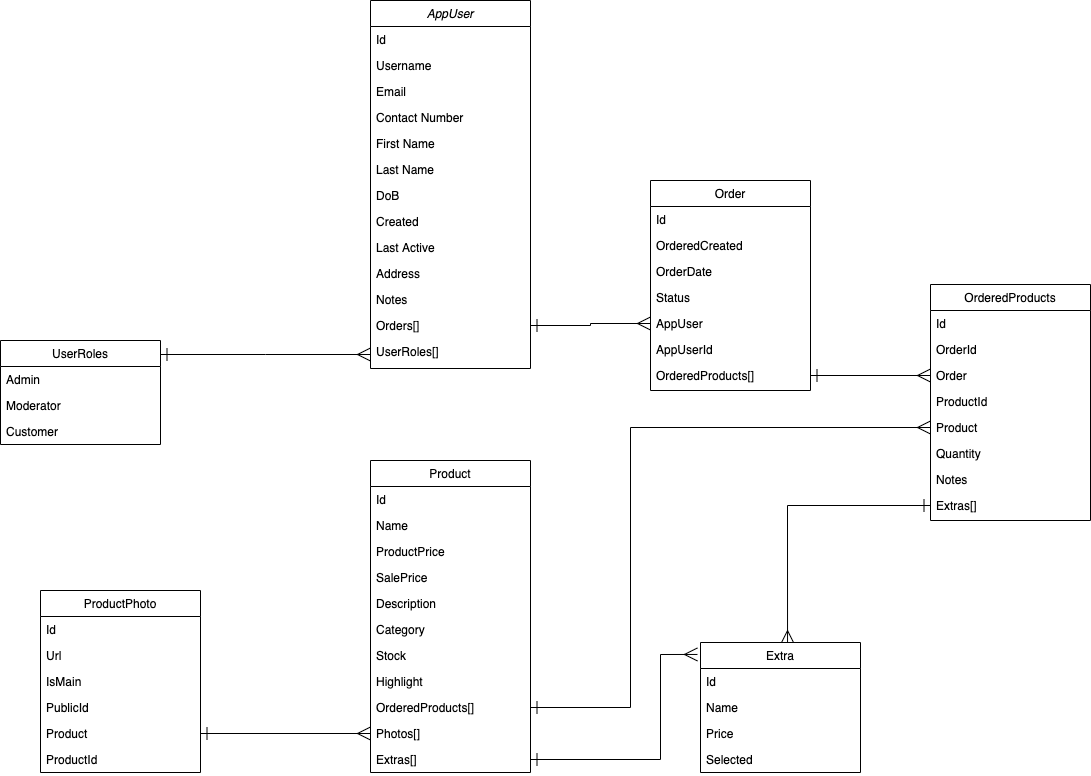 AppUser
Id
Username
Email
Contact Number
First Name
Last Name
DoB
Created
Last Active
Address
Notes
Orders[]
UserRoles[]
Order
Id
OrderedCreated
OrderDate
Status
AppUser
AppUserId
OrderedProducts[]
OrderedProducts
Id
OrderId
Order
ProductId
Product
Quantity
Notes
Extras[]
UserRoles
Admin
Moderator
Customer
Product
Id
Name
ProductPrice
SalePrice
Description
Category
Stock
Highlight
OrderedProducts[]
Photos[]
Extras[]
ProductPhoto
Id
Url
IsMain
PublicId
Product
ProductId
Extra
Id
Name
Price
Selected